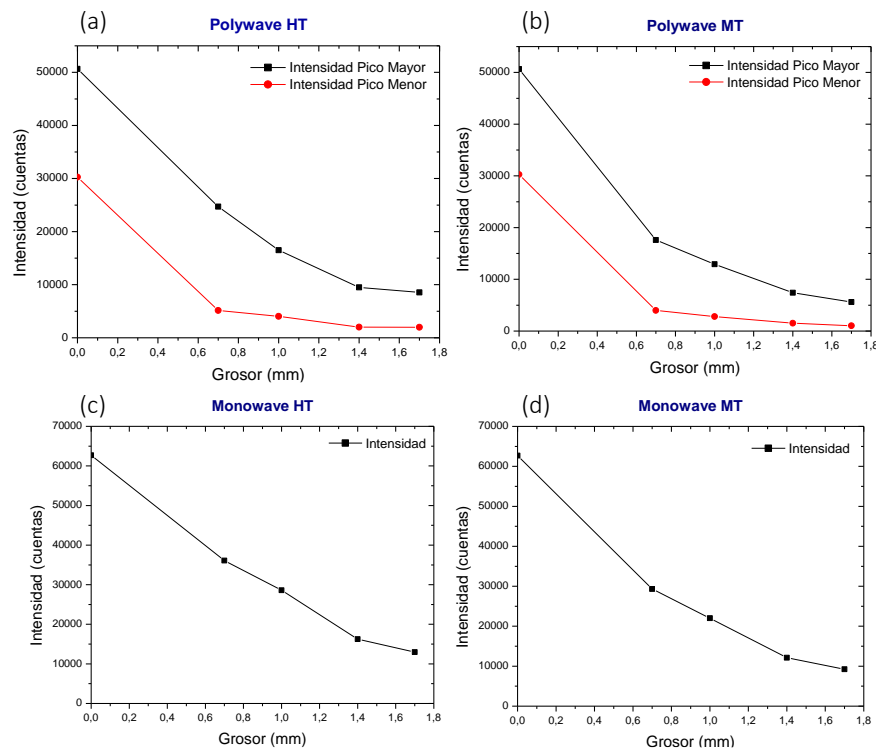 (a)
Polywave HT
Intensidad Pico Mayor
Intensidad Pico Menor
Intensidad (cuentas)
50000
40000
30000
20000
10000
0
0,0 0,2 0,4 0,6 0,8 1,0 1,2 1,4 1,6 1,8
Grosor (mm)
(b)
Polywave MT
Intensidad Pico Mayor
Intensidad Pico Menor
Intensidad (cuentas)
50000
40000
30000
20000
10000
0
0,0 0,2 0,4 0,6 0,8 1,0 1,2 1,4 1,6 1,8
Grosor (mm)
(c)
Monowave HT
Intensidad
Intensidad (cuentas)
70000
60000
50000
40000
30000
20000
10000
0
0,0 0,2 0,4 0,6 0,8 1,0 1,2 1,4 1,6 1,8
Grosor (mm)
(d)
Monowave MT
Intensidad
Intensidad (cuentas)
70000
60000
50000
40000
30000
20000
10000
0
0,0 0,2 0,4 0,6 0,8 1,0 1,2 1,4 1,6 1,8
Grosor (mm)